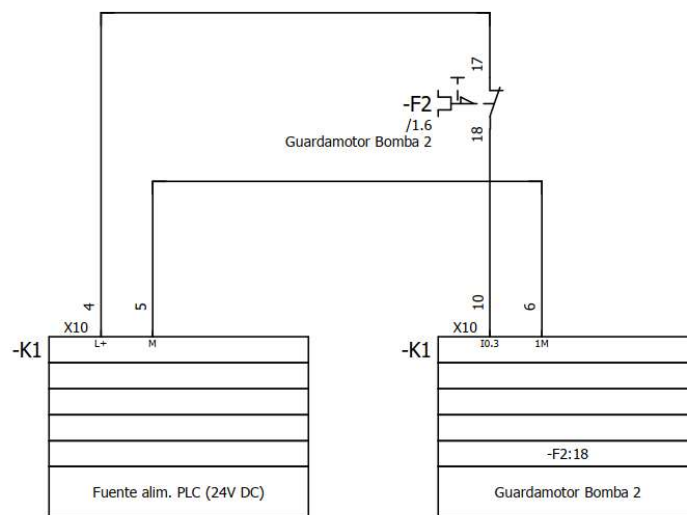 17
-F2
/1.6
18
Guardamotor Bomba 2
4
5
10
6
X10
X10
-K1
L+
M
-K1
I0.3
1M
-F2:18
Fuente alim. PLC (24V DC)
Guardamotor Bomba 2